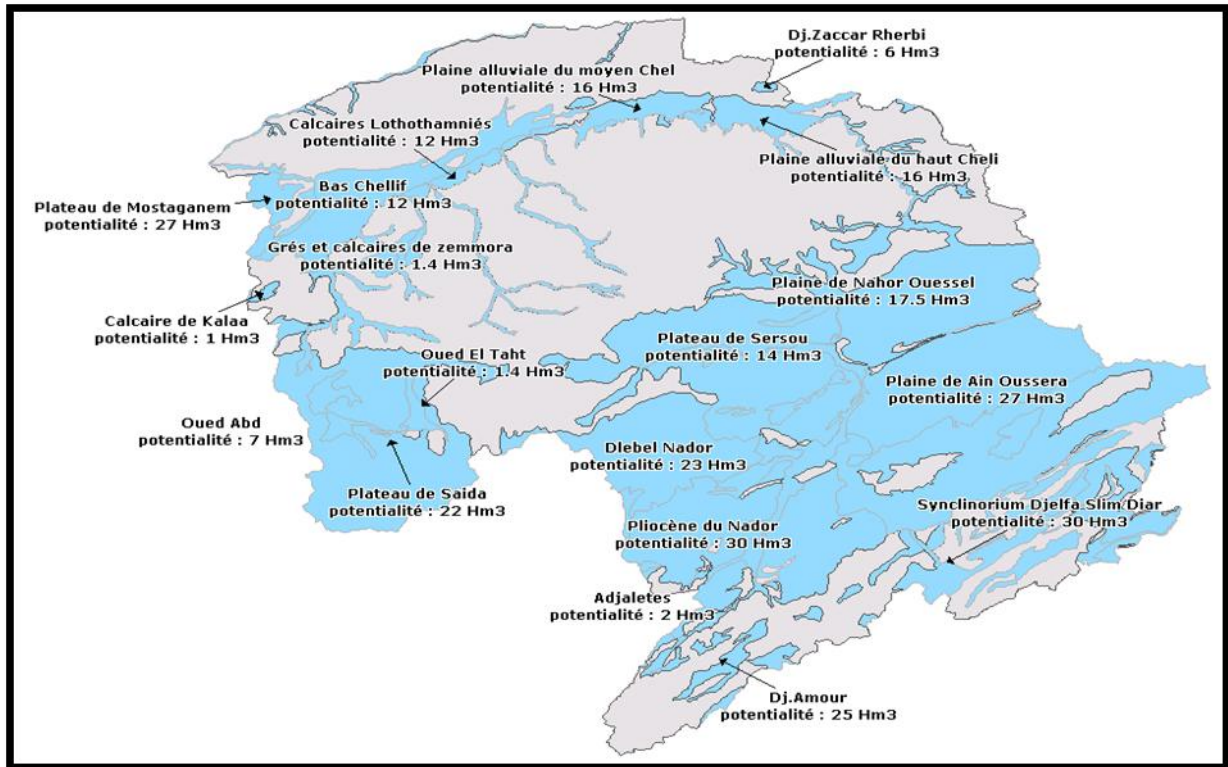 Dj.Zaccar Rherbi
potentialité : 6 Hm3
Plaine alluviale du moyen Chel
potentialité : 16 Hm3
Calcaires Lothothamniés
potentialité : 12 Hm3
Plaine alluviale du haut Cheli
potentialité : 16 Hm3
Bas Chellif
potentialité : 12 Hm3
Plateau de Mostaganem
potentialité : 27 Hm3
Grés et calcaires de zemmora
potentialité : 1.4 Hm3
Plaine de Nahor Ouessel
potentialité : 17.5 Hm3
Calcaire de Kalaa
potentialité : 1 Hm3
Plateau de Sersou
potentialité : 14 Hm3
Oued El Taht
potentialité : 1.4 Hm3
Plaine de Ain Oussera
potentialité : 27 Hm3
Oued Abd
potentialité : 7 Hm3
Dlebel Nador
potentialité : 23 Hm3
Plateau de Saida
potentialité : 22 Hm3
Synclinorium Djelfa Slim Diar
potentialité : 30 Hm3
Pliocène du Nador
potentialité : 30 Hm3
Adjaletes
potentialité : 2 Hm3
Dj.Amour
potentialité : 25 Hm3